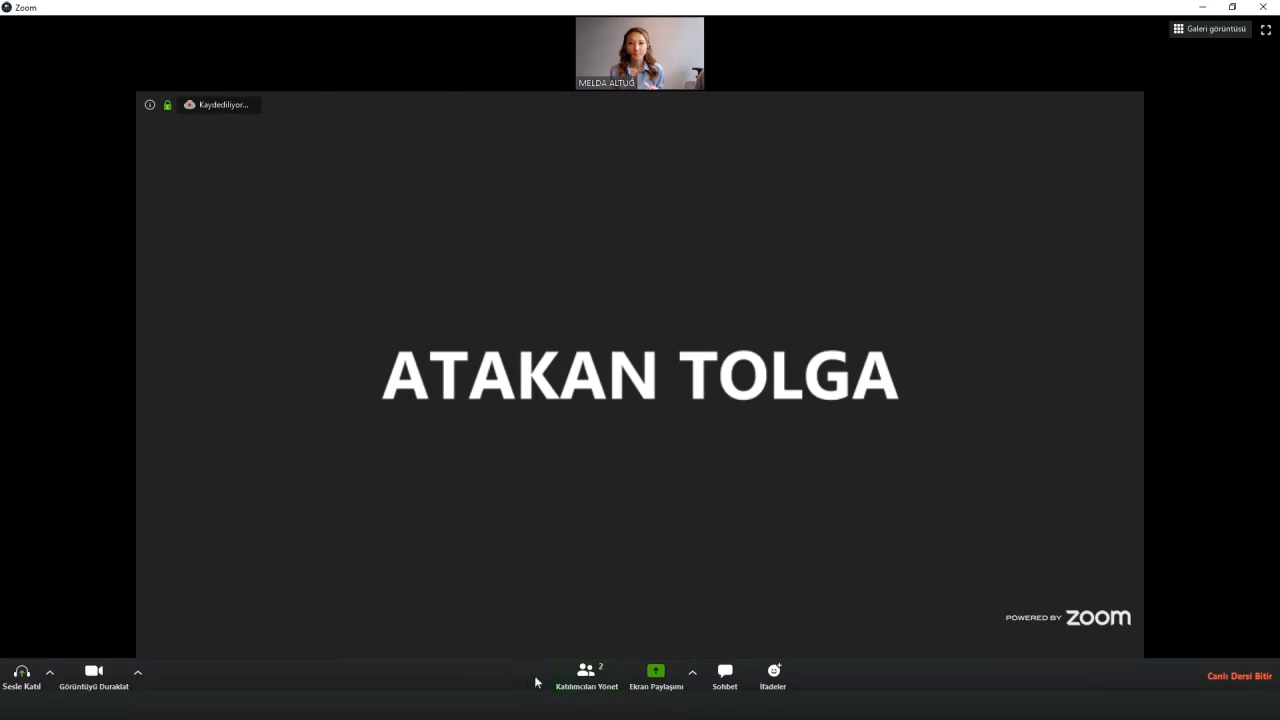 Zoom
Galeri görüntüsü
MELDA ALTUĞ
Kaydediliyor...
ATAKAN TOLGA
POWERED BY zoom
Sesle Katıl
Görüntüyü Duraklat
2
Katılımcıları Yönet
Ekran Paylaşımı
Sohbet
İfadeler
Canlı Dersi Bitir